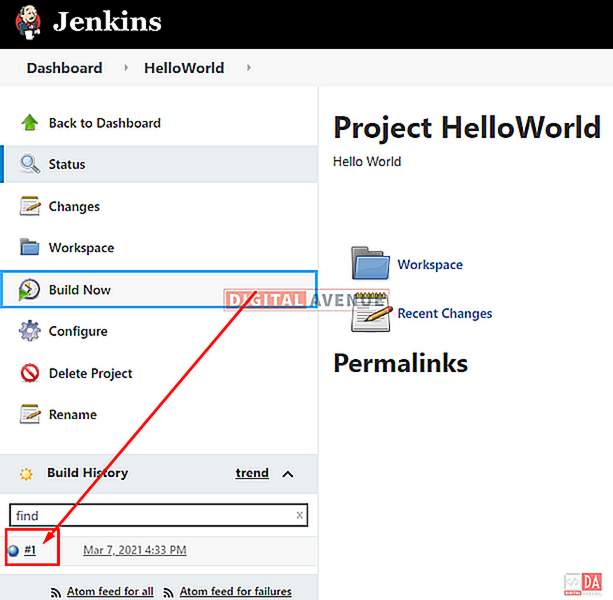 Jenkins
Dashboard
HelloWorld
Back to Dashboard
Status
Changes
Workspace
Build Now
Configure
Delete Project
Rename
Build History
trend
find
x
#1
Mar 7, 2021 4:33 PM
Atom feed for all
Atom feed for failures
Project HelloWorld
Hello World
Workspace
DIGITAL AVENUE
Recent Changes
Permalinks
DA